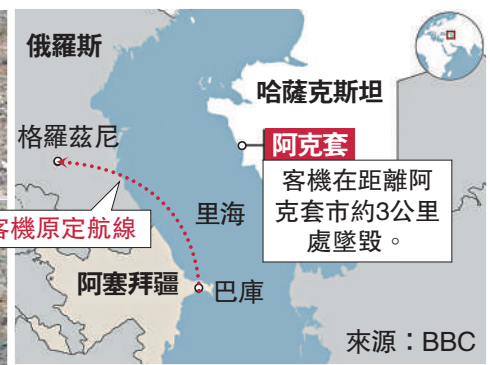 俄羅斯
哈薩克斯坦
格羅茲尼
阿克套
客機在距離阿
克套市約3公里
處墜毀。
里海
客機原定航線
阿塞拜疆
巴庫
來源：BBC